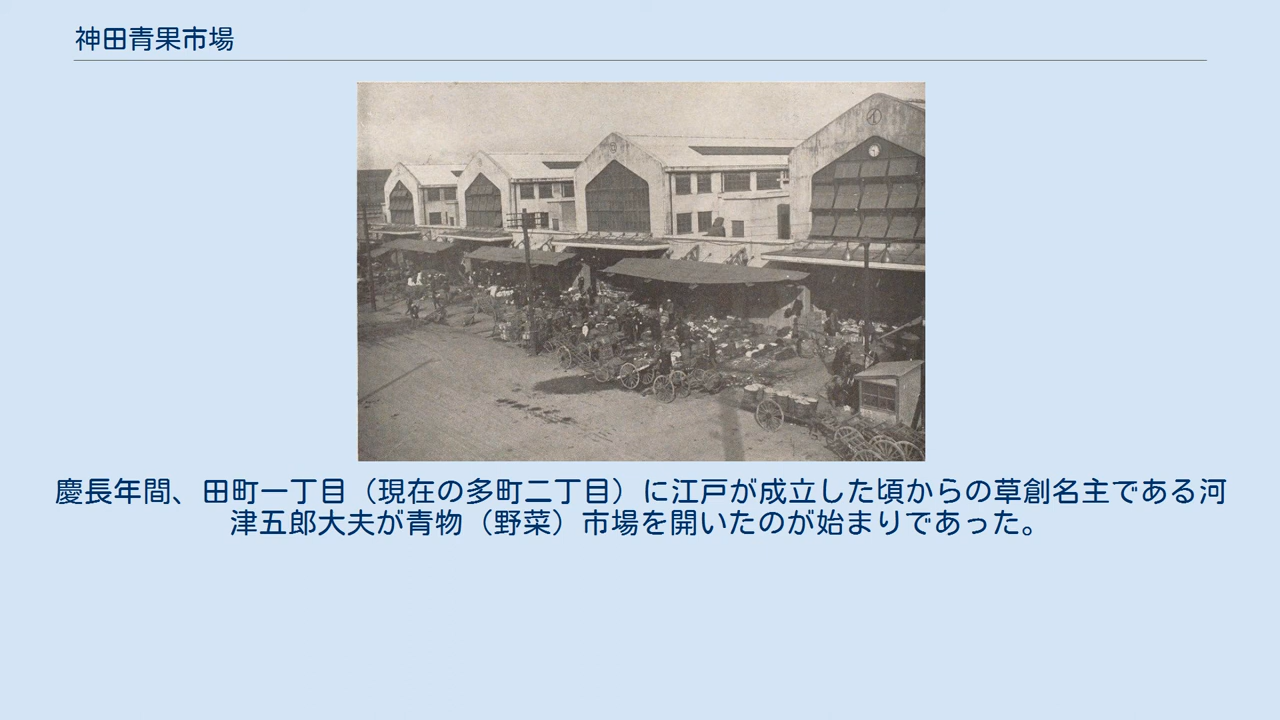 神田青果市場
慶長年間、田町一丁目（現在の多町二丁目）に江戸が成立した頃からの草創名主である河
津五郎大夫が青物（野菜）市場を開いたのが始まりであった。